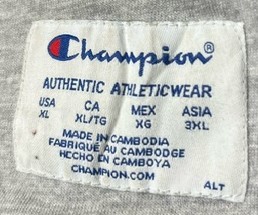 Champion®
AUTHENTIC ATHLETICWEAR
USA CA MEX ASIA
XL XL/TG XG 3XL
MADE IN CAMBODIA
FABRIQUÉ AU CAMBODGE
HECHO EN CAMBOYA
CHAMPION.COM
ALT